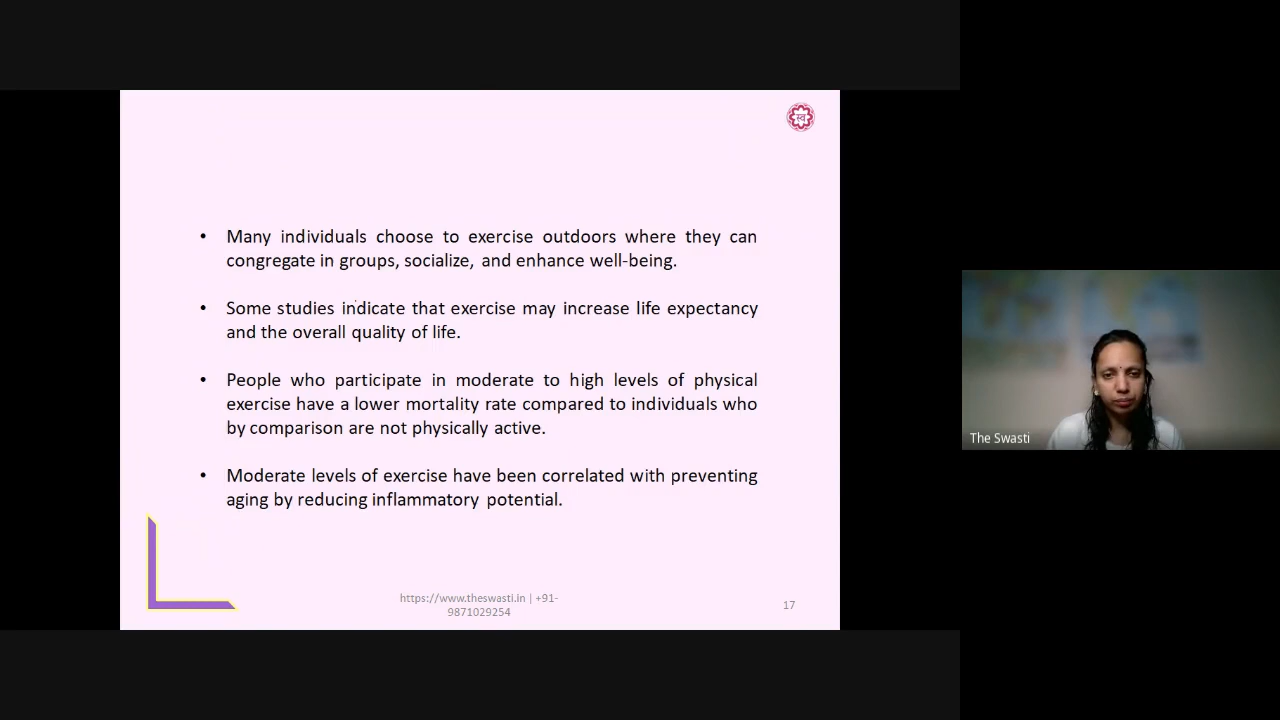 • Many individuals choose to exercise outdoors where they can
congregate in groups, socialize, and enhance well-being.
• Some studies indicate that exercise may increase life expectancy
and the overall quality of life.
• People who participate in moderate to high levels of physical
exercise have a lower mortality rate compared to individuals who
by comparison are not physically active.
• Moderate levels of exercise have been correlated with preventing
aging by reducing inflammatory potential.
https://www.theswasti.in | +91-
9871029254
17
The Swasti